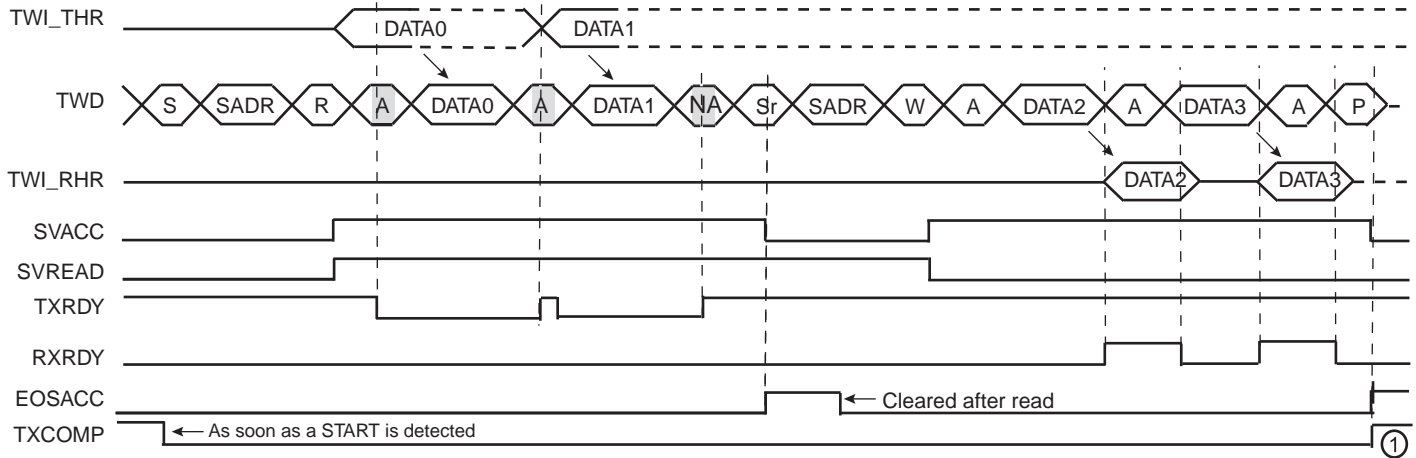 TWI_THR DATA0 DATA1
TWD S SADR R A DATA0 A DATA1 NA Sr SADR W A DATA2 A DATA3 A P
TWI_RHR DATA2 DATA3
SVACC
SVREAD
TXRDY
RXRDY
EOSACC Cleared after read
TXCOMP As soon as a START is detected 1